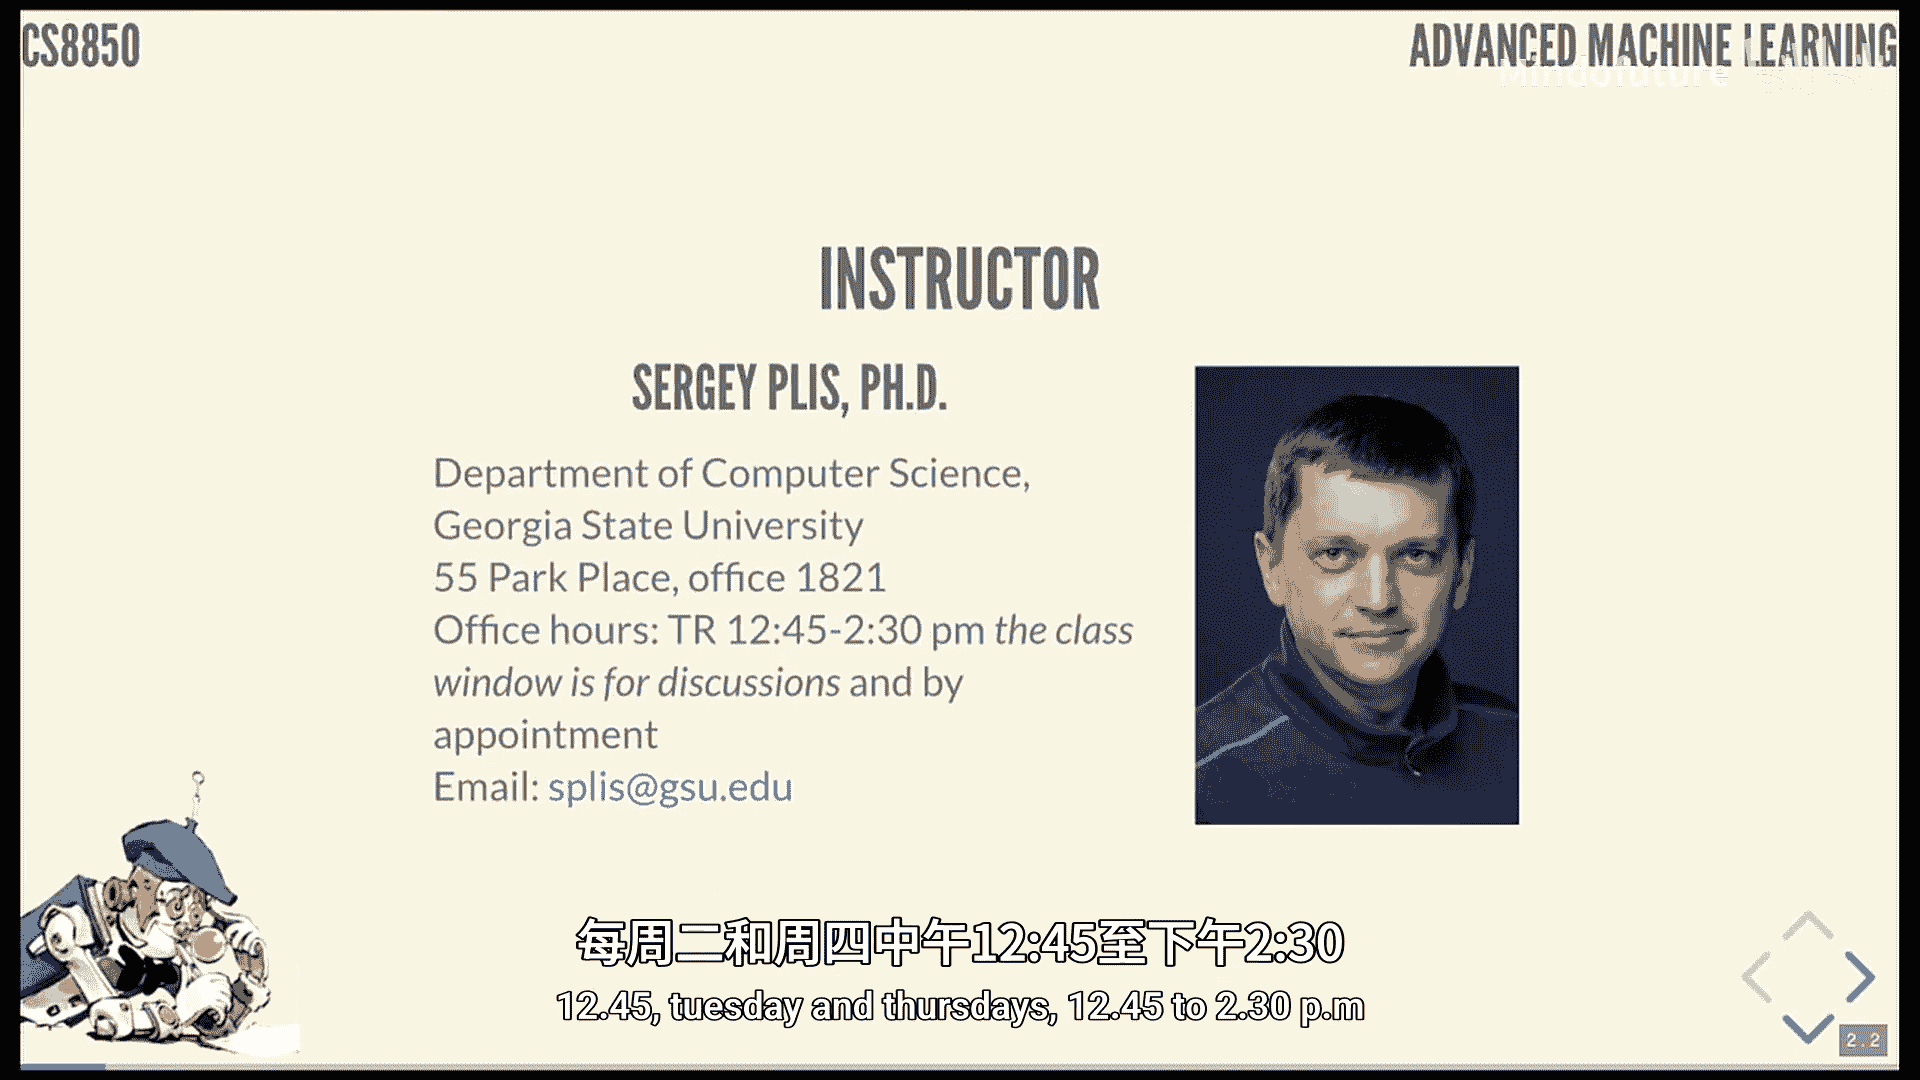 CS8850
ADVANCED MACHINE LEARNING
Mindofuture
INSTRUCTOR
SERGEY PLIS, PH.D.
Department of Computer Science,
Georgia State University
55 Park Place, office 1821
Office hours: TR 12:45-2:30 pm the class
window is for discussions and by
appointment
Email: splis@gsu.edu
每周二和周四中午12:45至下午2:30
12.45, tuesday and thursdays, 12.45 to 2.30 p.m
2.2